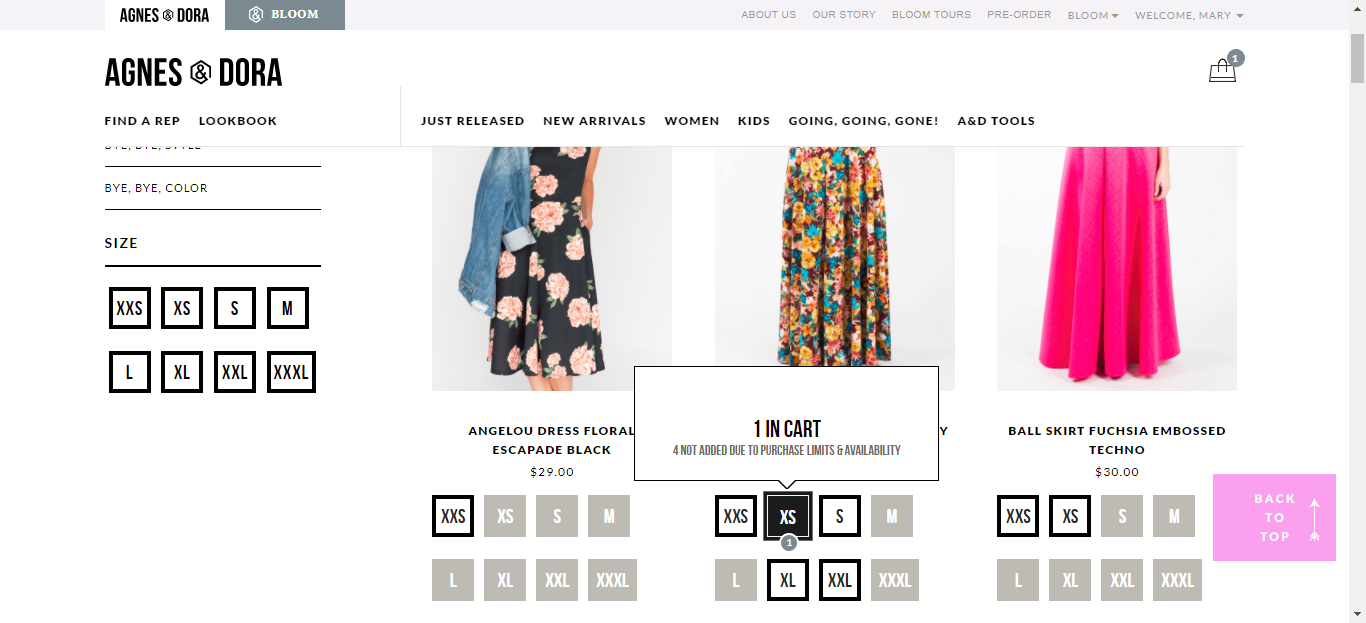 AGNES & DORA
BLOOM
ABOUT US
OUR STORY
BLOOM TOURS
PRE-ORDER
BLOOM
WELCOME, MARY
AGNES & DORA
1
FIND A REP
LOOKBOOK
JUST RELEASED
NEW ARRIVALS
WOMEN
KIDS
GOING, GOING, GONE!
A&D TOOLS
BYE, BYE, STYLE
BYE, BYE, COLOR
SIZE
XXS XS S M
L XL XXL XXXL
ANGELOU DRESS FLORAL
ESCAPADE BLACK
$29.00
XXS XS S M
L XL XXL XXXL
1 IN CART
4 NOT ADDED DUE TO PURCHASE LIMITS & AVAILABILITY
Y
XXS XS S M
1
L XL XXL XXXL
BALL SKIRT FUCHSIA EMBOSSED
TECHNO
$30.00
XXS XS S M
L XL XXL XXXL
BACK
TO
TOP